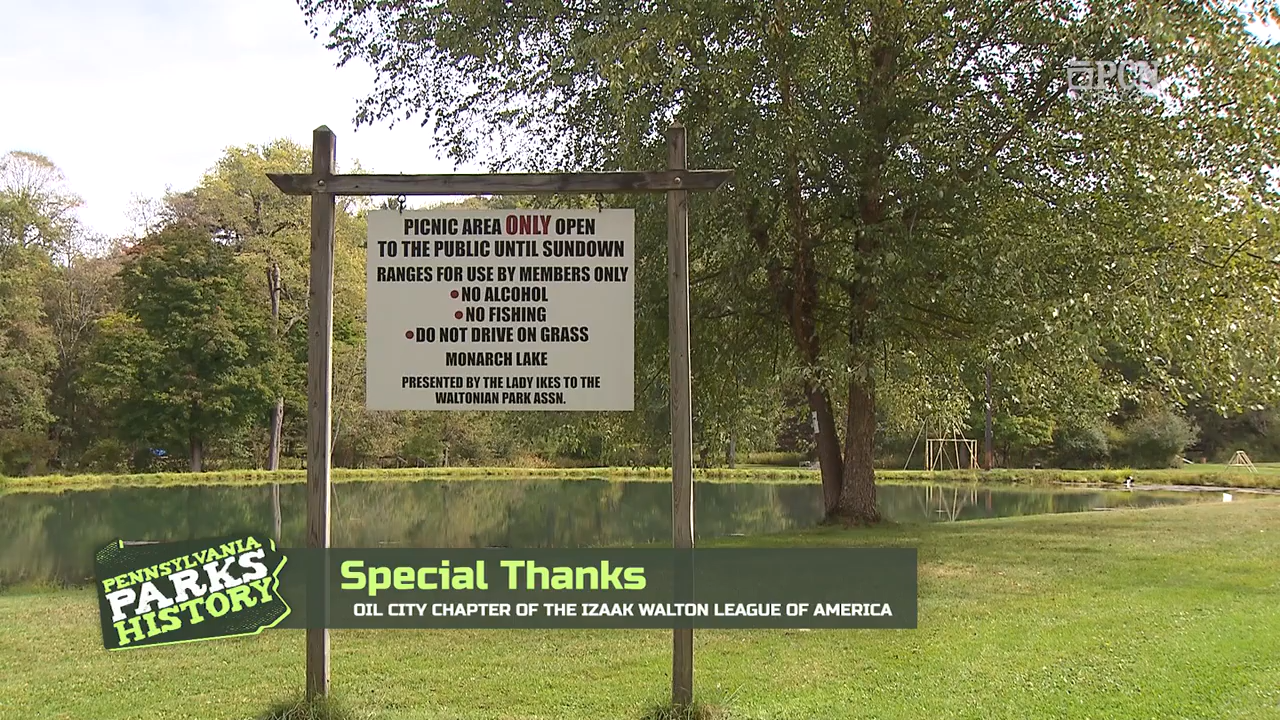 PCN
PICNIC AREA ONLY OPEN
TO THE PUBLIC UNTIL SUNDOWN
RANGES FOR USE BY MEMBERS ONLY
•NO ALCOHOL
•NO FISHING
•DO NOT DRIVE ON GRASS
MONARCH LAKE
PRESENTED BY THE LADY IKES TO THE
WALTONIAN PARK ASSN.
PENNSYLVANIA
PARKS
HISTORY
Special Thanks
OIL CITY CHAPTER OF THE IZAAK WALTON LEAGUE OF AMERICA